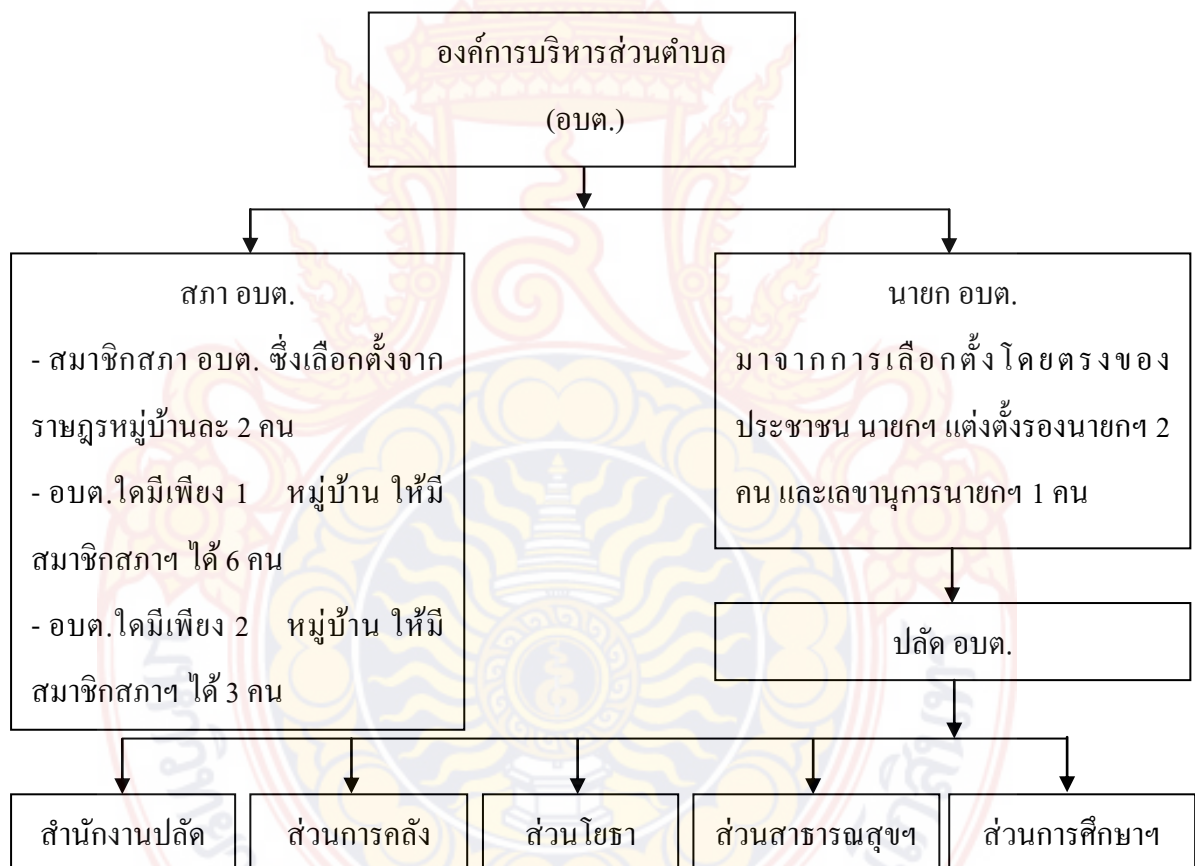 องค์การบริหารส่วนตำบล
(อบต.)
สภา อบต.
- สมาชิกสภา อบต. ซึ่งเลือกตั้งจาก
ราษฎรหมู่บ้านละ 2 คน
- อบต.ใดมีเพียง 1 หมู่บ้าน ให้มี
สมาชิกสภาฯ ได้ 6 คน
- อบต.ใดมีเพียง 2 หมู่บ้าน ให้มี
สมาชิกสภาฯ ได้ 3 คน
นายก อบต.
มาจากการเลือกตั้งโดยตรงของ
ประชาชน นายกฯ แต่งตั้งรองนายกฯ 2
คน และเลขานุการนายกฯ 1 คน
ปลัด อบต.
สำนักงานปลัด
ส่วนการคลัง
ส่วนโยธา
ส่วนสาธารณสุขฯ
ส่วนการศึกษาฯ